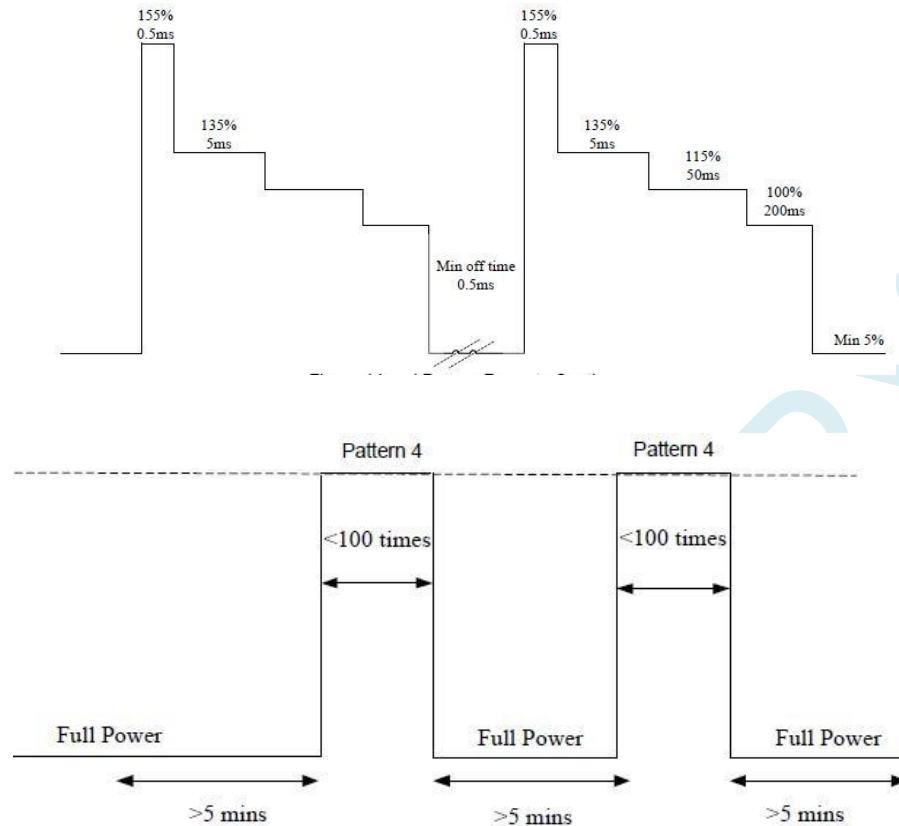 155%
0.5ms
155%
0.5ms
135%
5ms
135%
5ms
115%
50ms
100%
200ms
Min off time
0.5ms
Min 5%
Pattern 4
Pattern 4
<100 times
<100 times
Full Power
Full Power
Full Power
>5 mins
>5 mins
>5 mins